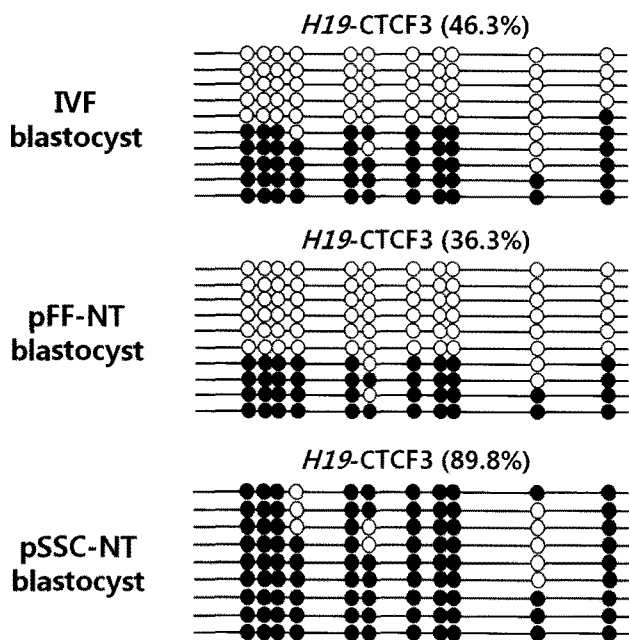 H19-CTCF3 (46.3%)
IVF
blastocyst
H19-CTCF3 (36.3%)
pFF-NT
blastocyst
H19-CTCF3 (89.8%)
pSSC-NT
blastocyst